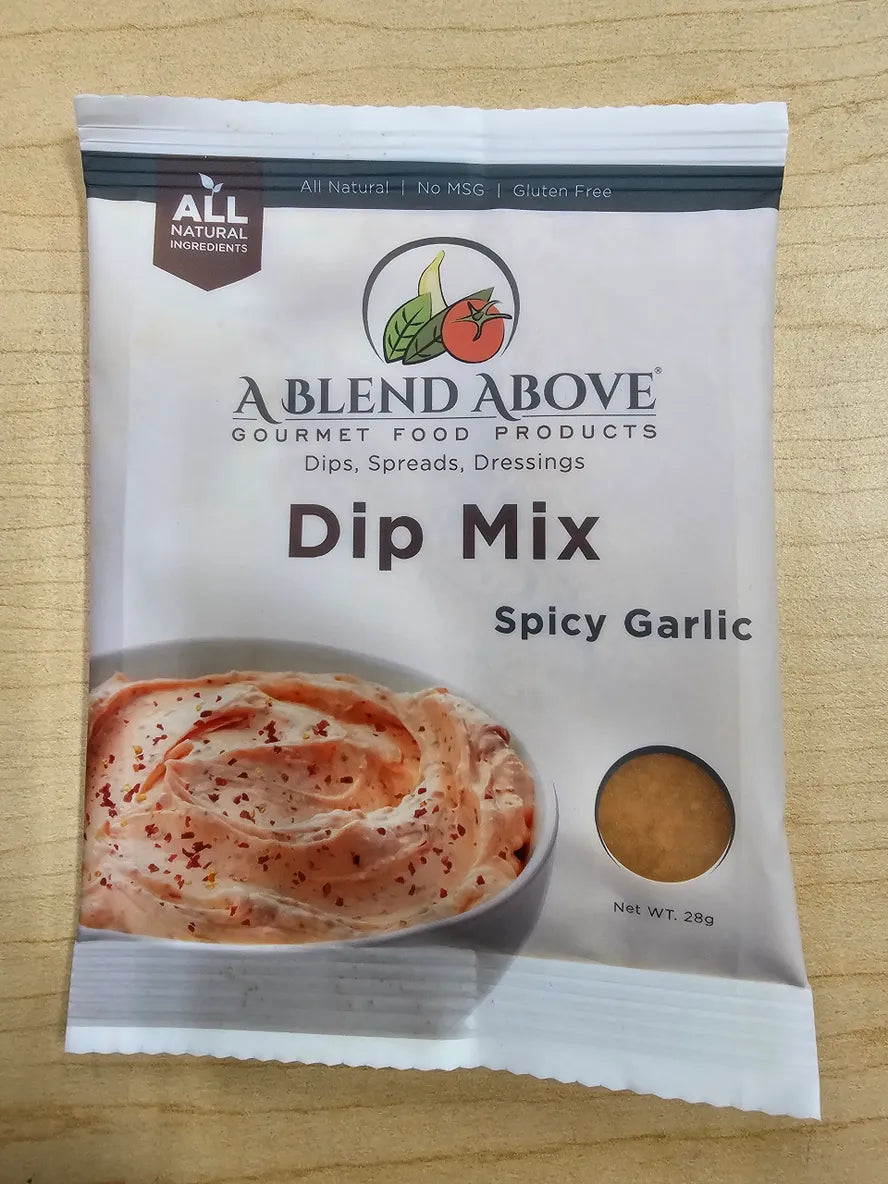 All Natural | No MSG | Gluten Free
ALL
NATURAL
INGREDIENTS
A BLEND ABOVE®
GOURMET FOOD PRODUCTS
Dips, Spreads, Dressings
Dip Mix
Spicy Garlic
Net WT. 28g